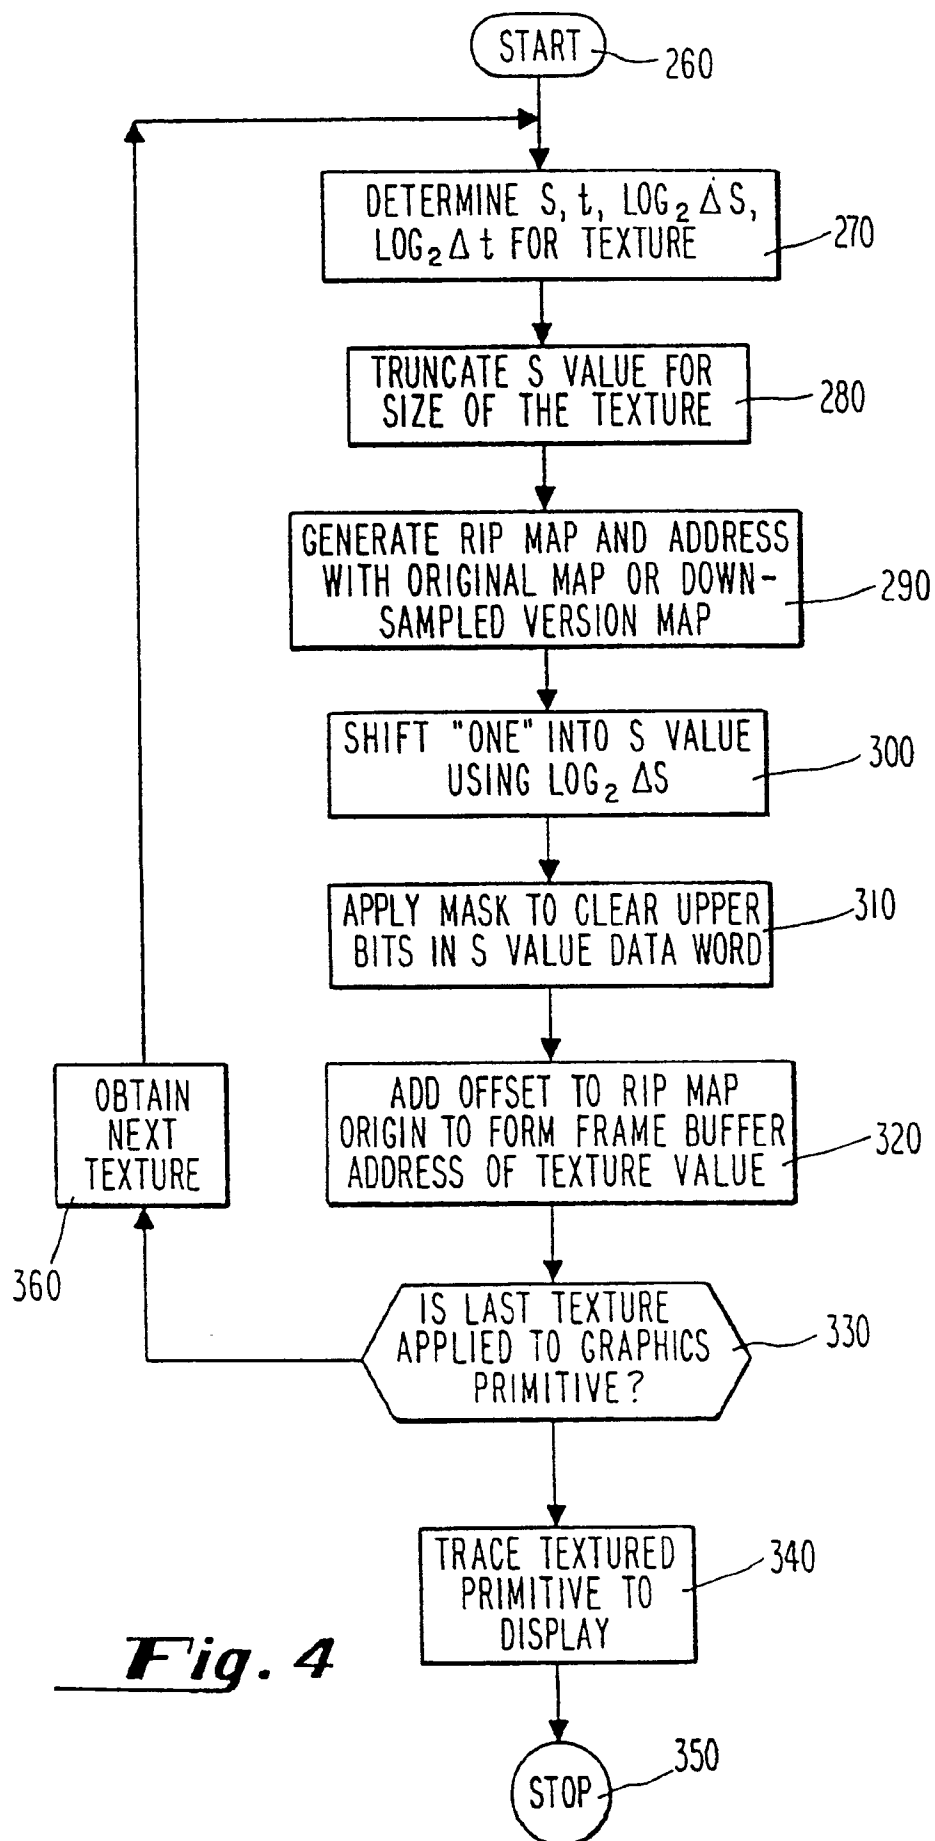 START
260
DETERMINE S, t, LOG₂ ΔS,
LOG₂Δt FOR TEXTURE
270
TRUNCATE S VALUE FOR
SIZE OF THE TEXTURE
280
GENERATE RIP MAP AND ADDRESS
WITH ORIGINAL MAP OR DOWN-
SAMPLED VERSION MAP
290
SHIFT "ONE" INTO S VALUE
USING LOG₂ ΔS
300
APPLY MASK TO CLEAR UPPER
BITS IN S VALUE DATA WORD
310
ADD OFFSET TO RIP MAP
ORIGIN TO FORM FRAME BUFFER
ADDRESS OF TEXTURE VALUE
320
OBTAIN
NEXT
TEXTURE
360
IS LAST TEXTURE
APPLIED TO GRAPHICS
PRIMITIVE?
330
TRACE TEXTURED
PRIMITIVE TO
DISPLAY
340
Fig. 4
STOP
350